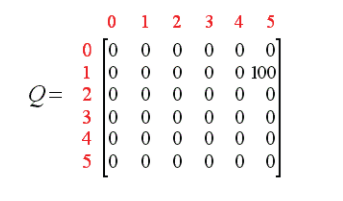 0 1 2 3 4 5
0 0 0 0 0 0 0
1 0 0 0 0 0 100
Q= 2 0 0 0 0 0 0
3 0 0 0 0 0 0
4 0 0 0 0 0 0
5 0 0 0 0 0 0